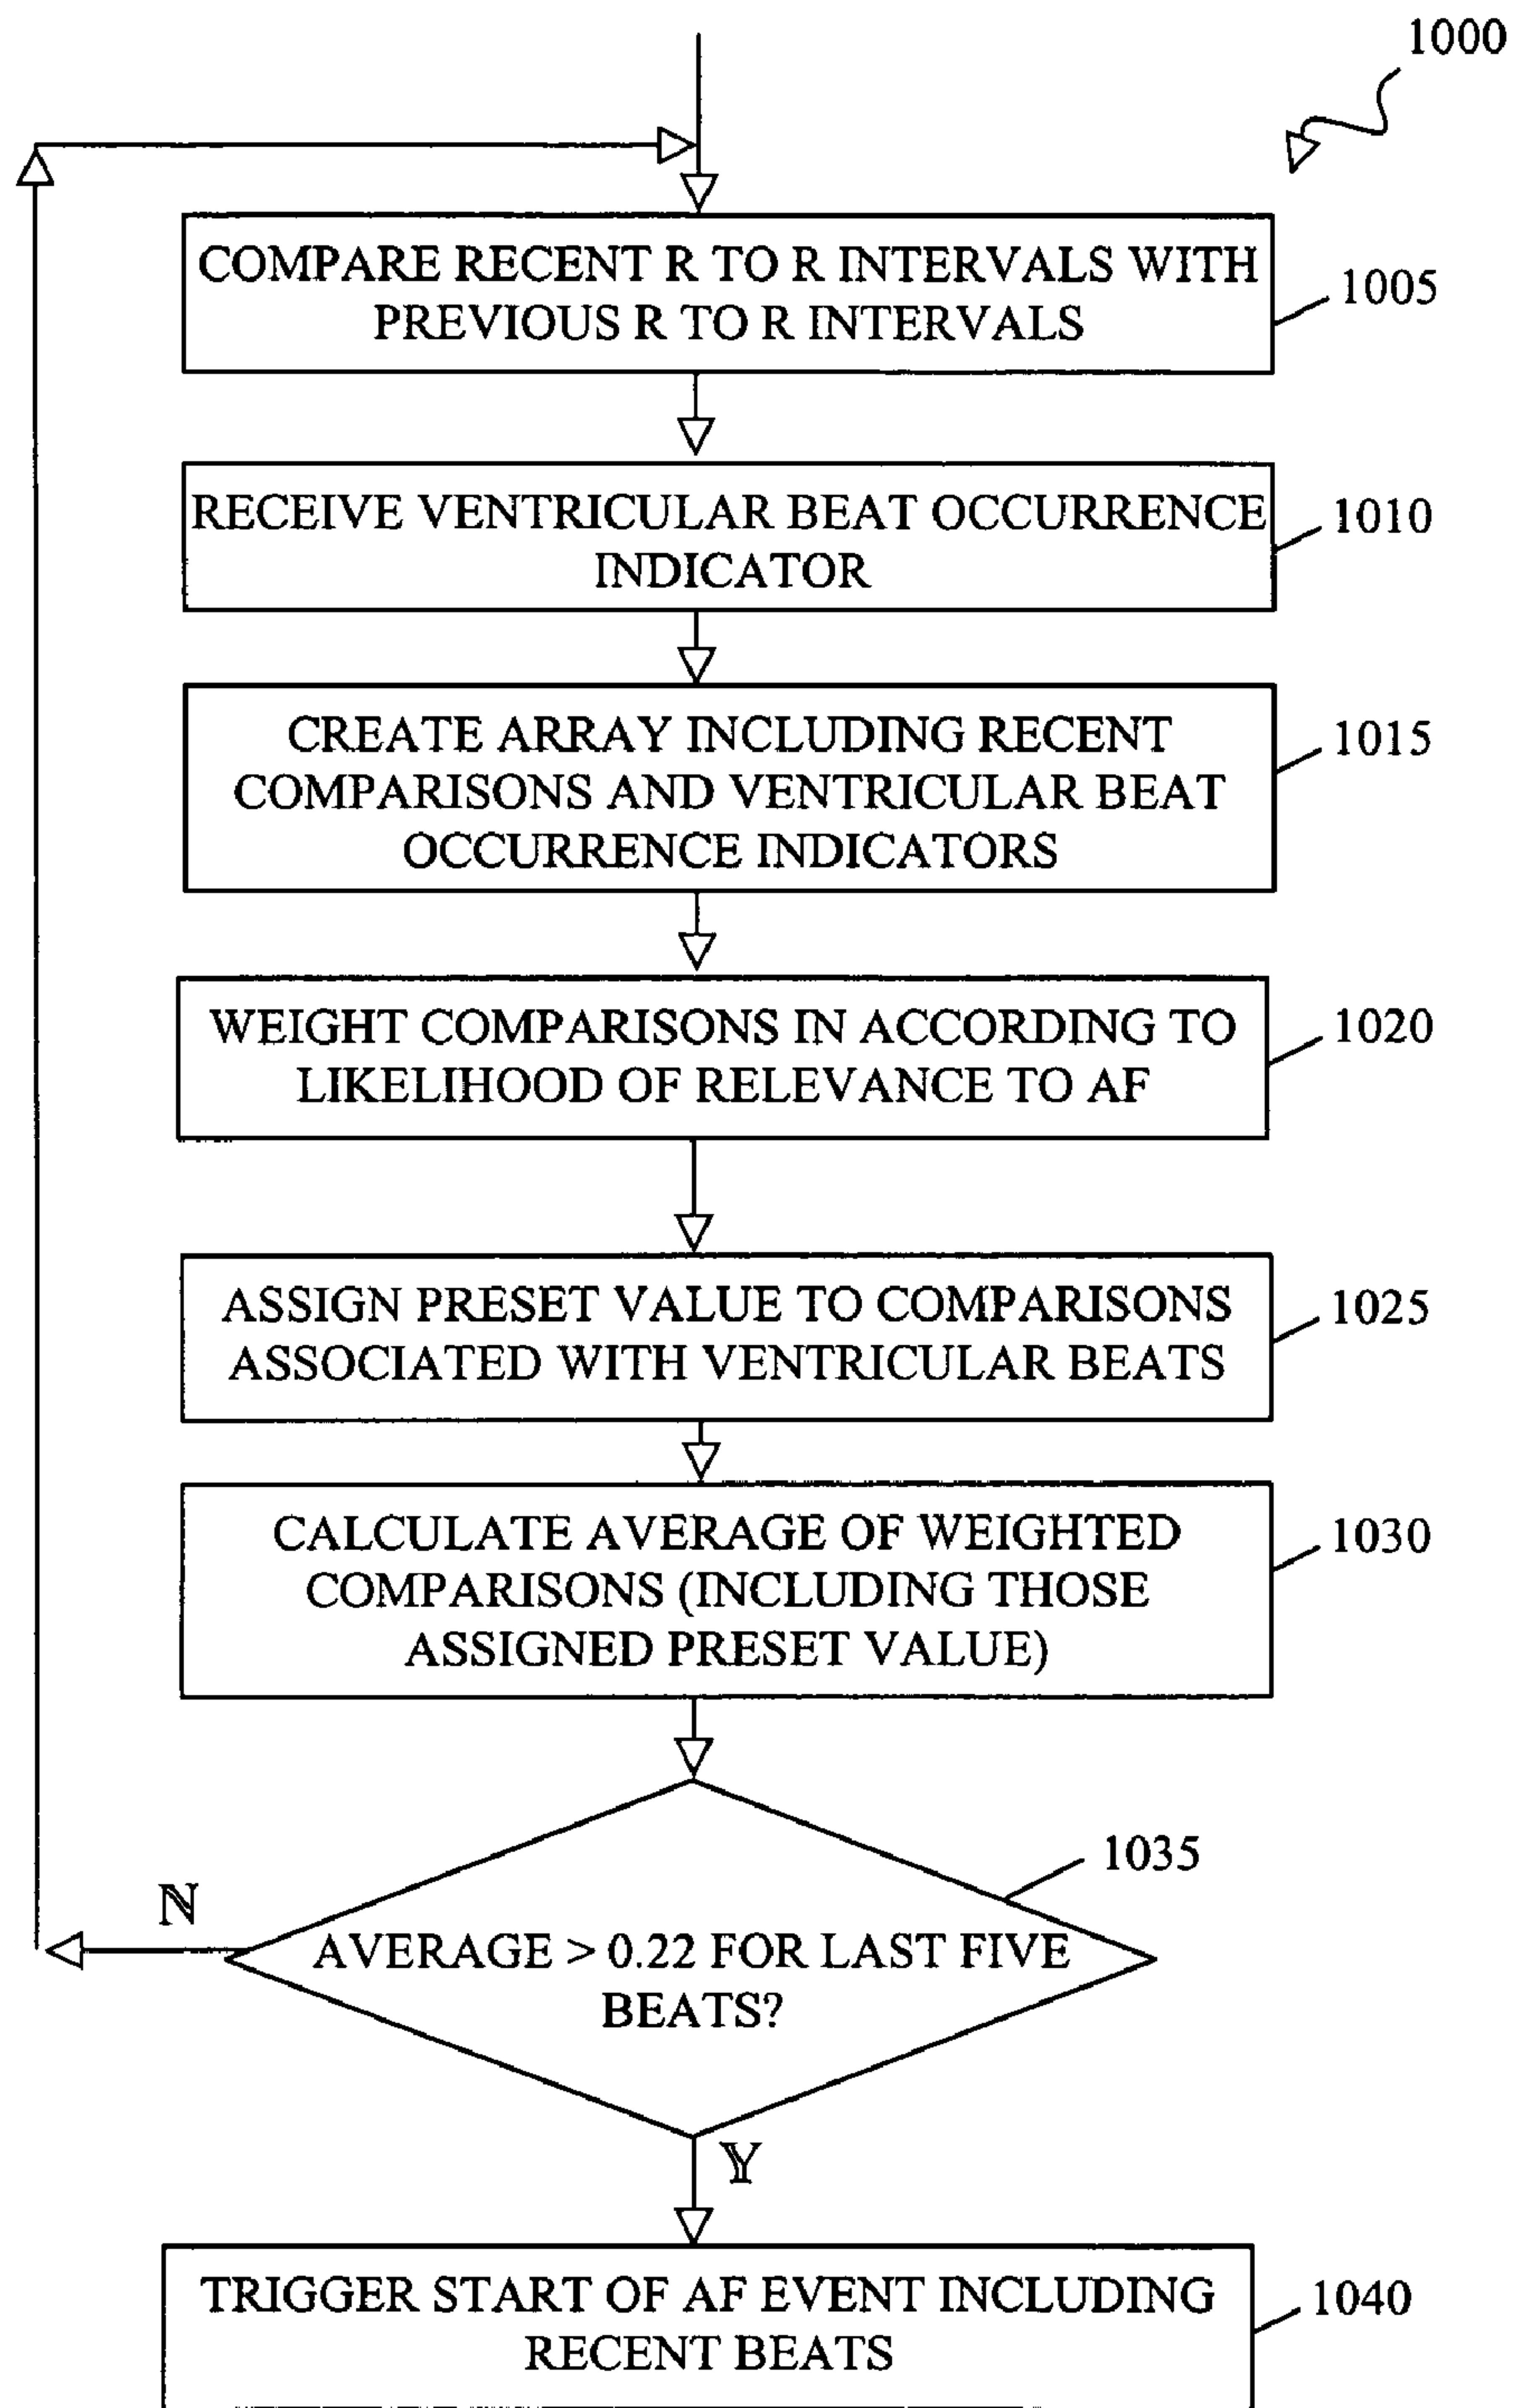 1000
COMPARE RECENT R TO R INTERVALS WITH
PREVIOUS R TO R INTERVALS
1005
RECEIVE VENTRICULAR BEAT OCCURRENCE
INDICATOR
1010
CREATE ARRAY INCLUDING RECENT
COMPARISONS AND VENTRICULAR BEAT
OCCURRENCE INDICATORS
1015
WEIGHT COMPARISONS IN ACCORDING TO
LIKELIHOOD OF RELEVANCE TO AF
1020
ASSIGN PRESET VALUE TO COMPARISONS
ASSOCIATED WITH VENTRICULAR BEATS
1025
CALCULATE AVERAGE OF WEIGHTED
COMPARISONS (INCLUDING THOSE
ASSIGNED PRESET VALUE)
1030
1035
N
AVERAGE > 0.22 FOR LAST FIVE
BEATS?
Y
TRIGGER START OF AF EVENT INCLUDING
RECENT BEATS
1040